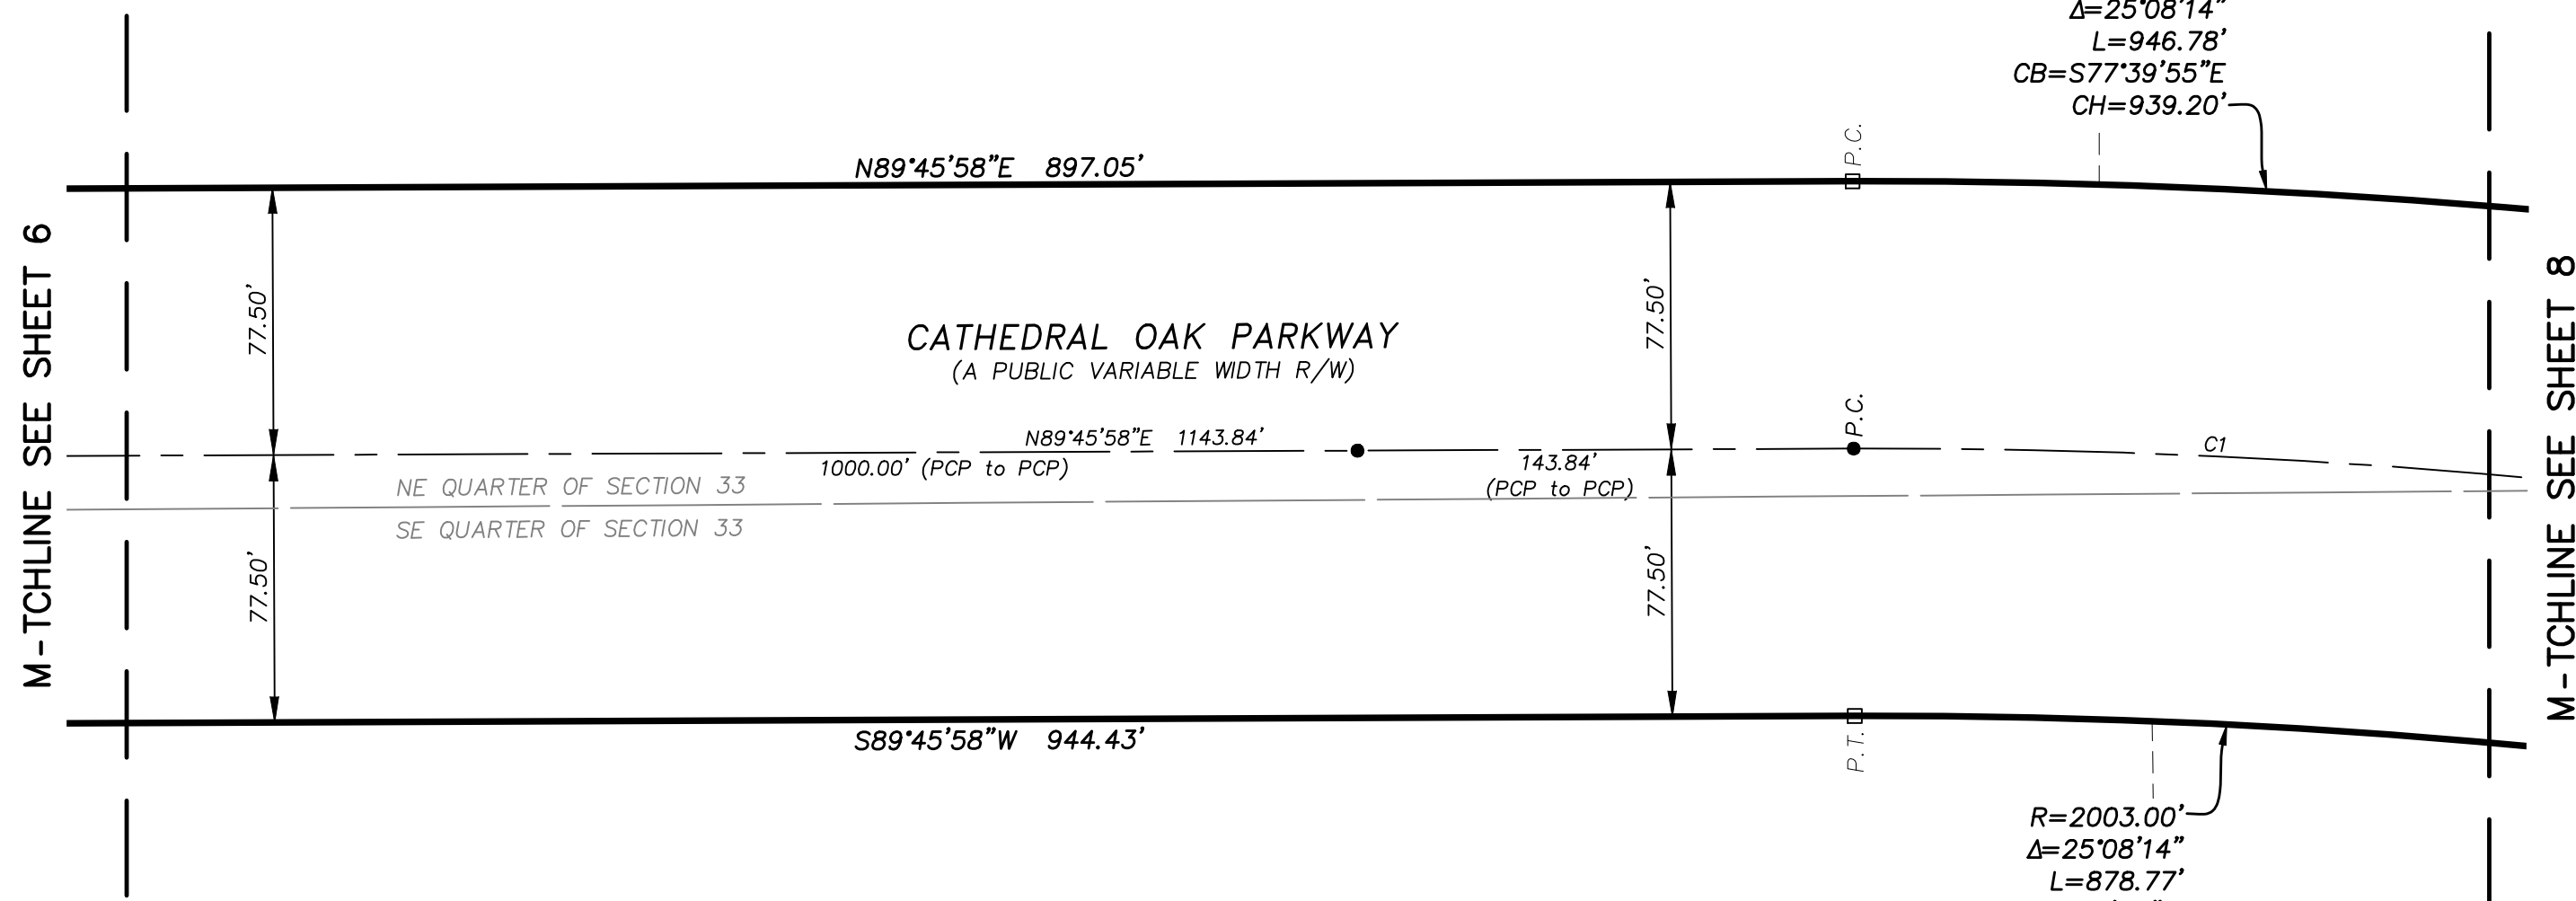 Δ=25°08'14"
L=946.78'
CB=S77°39'55"E
CH=939.20'
N89°45'58"E 897.05'
P.C.
M-TCHLINE SEE SHEET 6
77.50'
77.50'
CATHEDRAL OAK PARKWAY
(A PUBLIC VARIABLE WIDTH R/W)
M-TCHLINE SEE SHEET 8
P.C.
N89°45'58"E 1143.84'
1000.00' (PCP to PCP)
143.84'
(PCP to PCP)
C1
NE QUARTER OF SECTION 33
SE QUARTER OF SECTION 33
77.50'
77.50'
S89°45'58"W 944.43'
P.T.
R=2003.00'
Δ=25°08'14"
L=878.77'